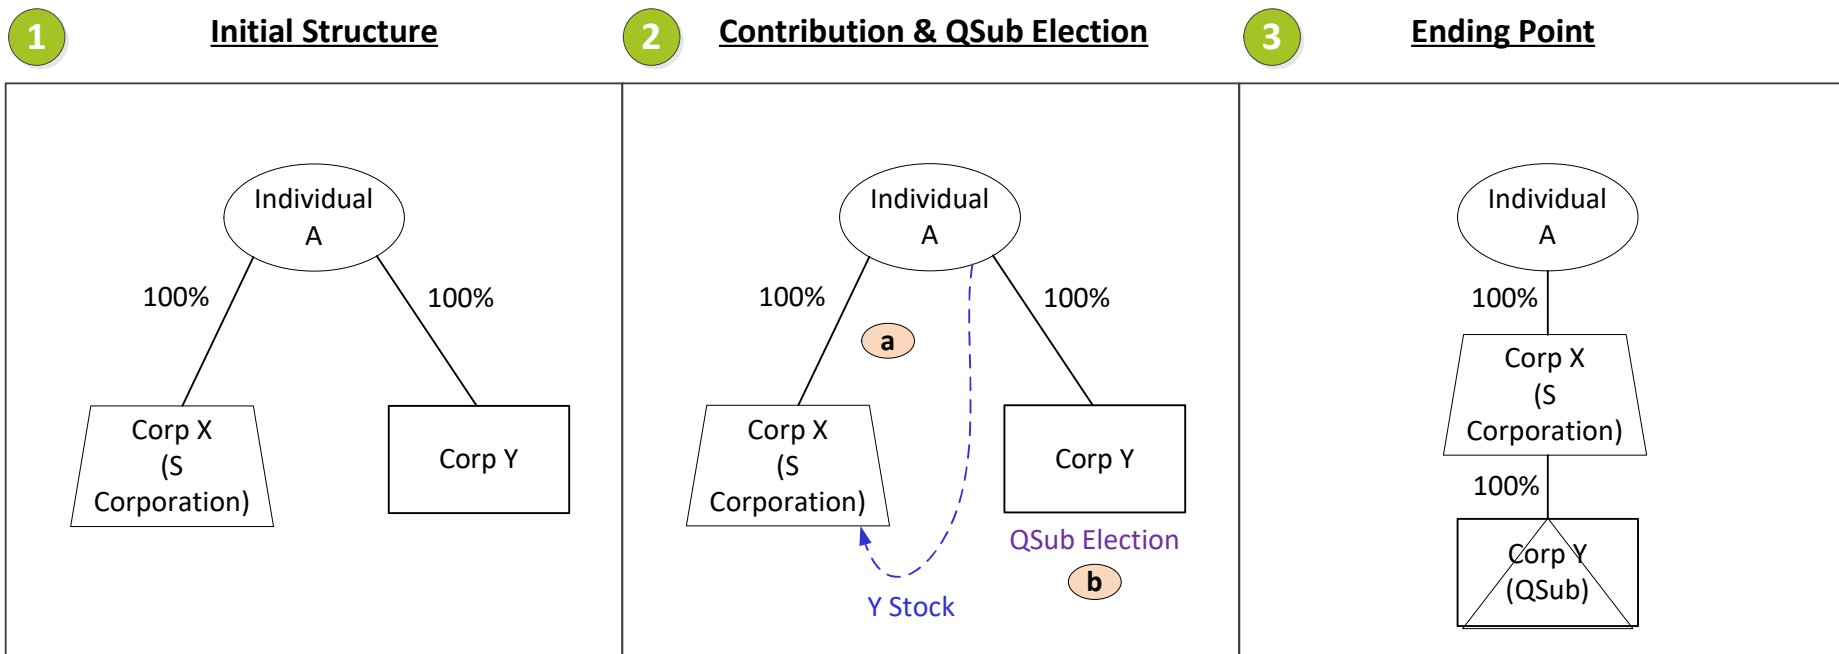 1
Initial Structure
2
Contribution & QSub Election
3
Ending Point
Individual
A
100%
100%
Corp X
(S
Corporation)
Corp Y
Individual
A
100%
100%
a
Corp X
(S
Corporation)
Corp Y
QSub Election
b
Y Stock
Individual
A
100%
Corp X
(S
Corporation)
100%
Corp Y
(QSub)